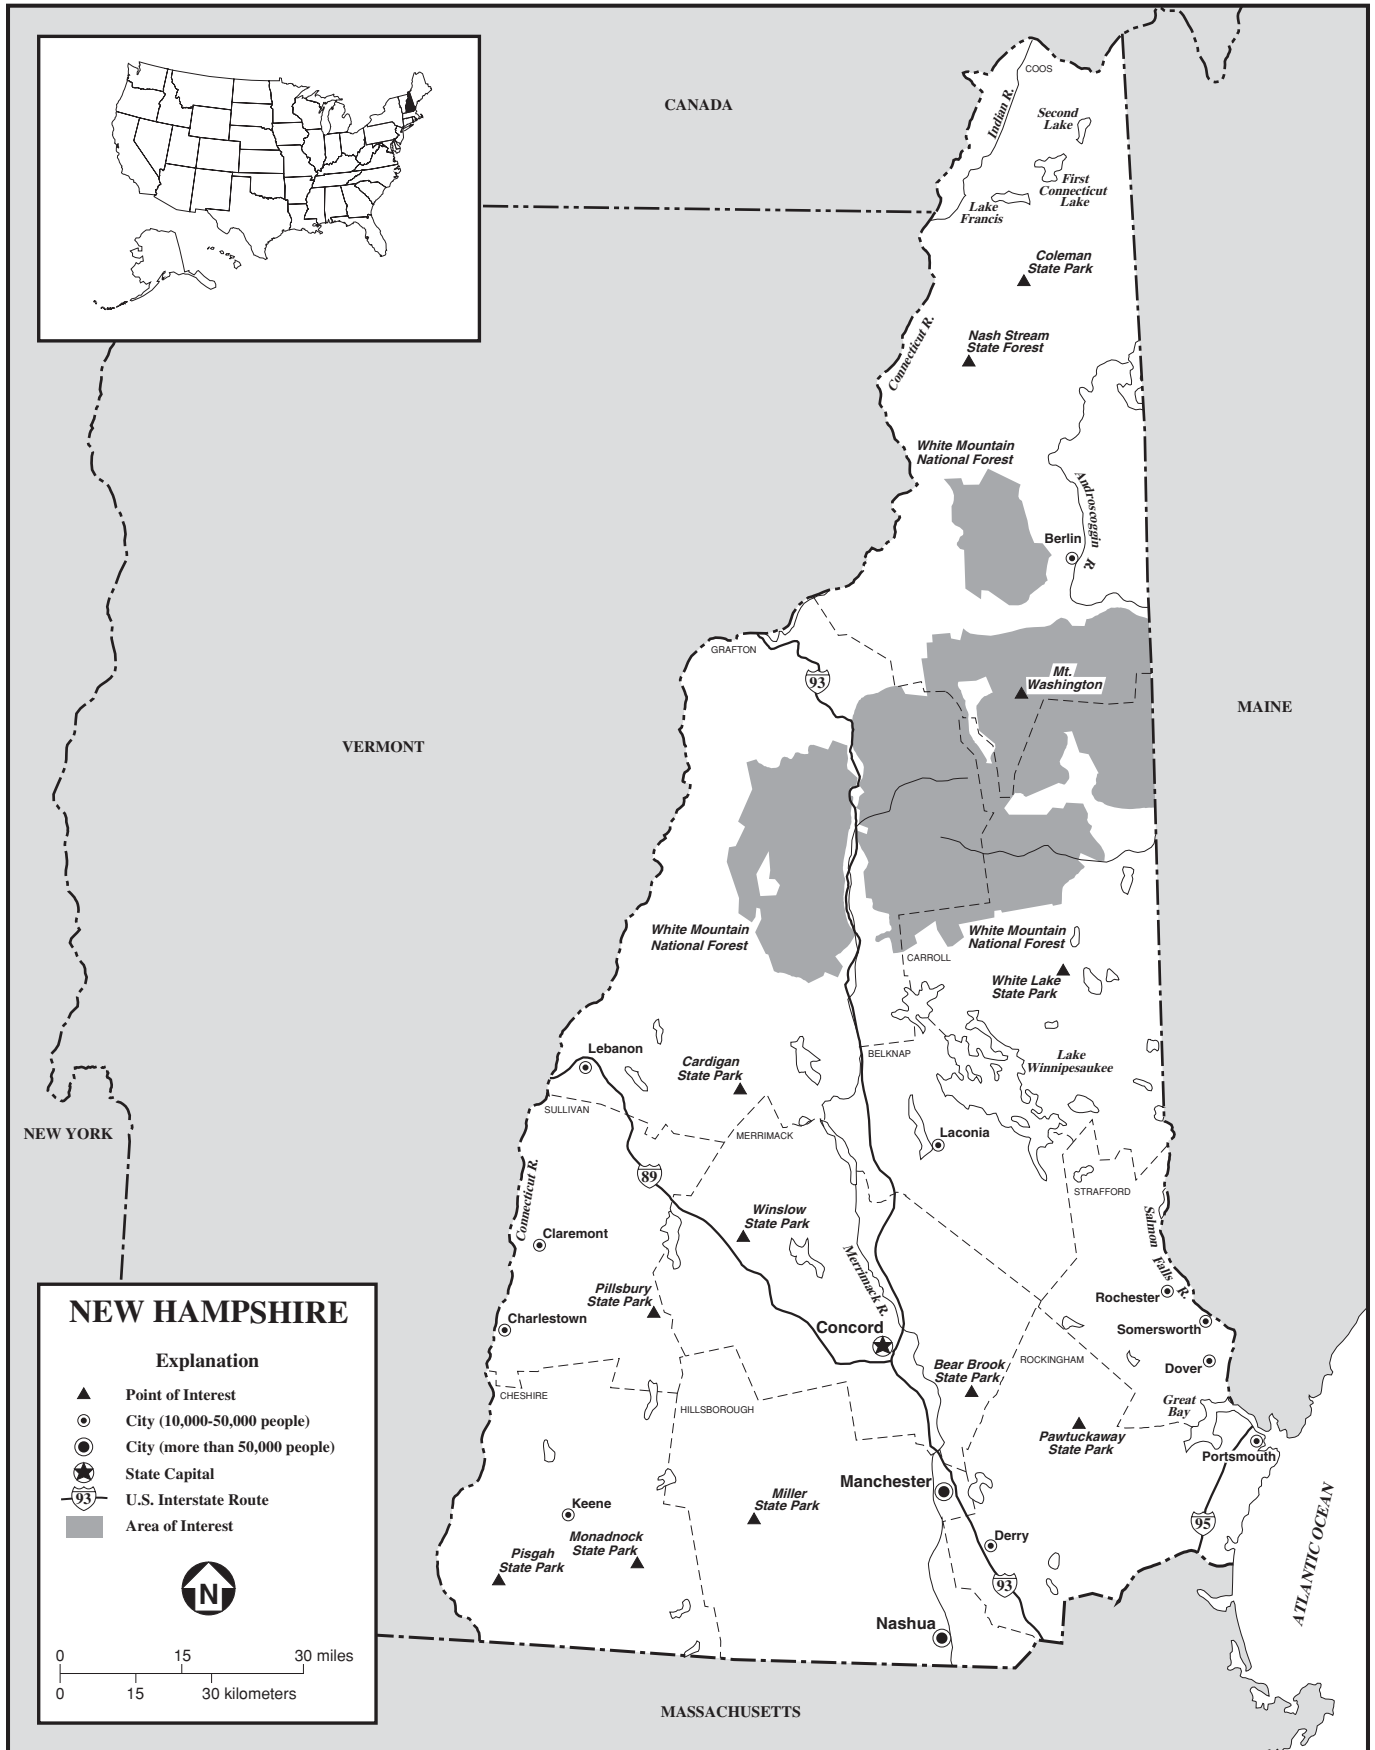 CANADA
COOS
Indian R.
Second
Lake
First
Connecticut
Lake
Lake
Francis
Coleman
State Park
Connecticut R.
Nash Stream
State Forest
White Mountain
National Forest
Androscoggin R.
Berlin
GRAFTON
93
Mt.
Washington
MAINE
VERMONT
White Mountain
National Forest
White Mountain
National Forest
CARROLL
White Lake
State Park
Lebanon
Cardigan
State Park
BELKNAP
Lake
Winnipesaukee
SULLIVAN
NEW YORK
MERRIMACK
Laconia
89
Connecticut R.
STRAFFORD
Winslow
State Park
Salmon Falls R.
Claremont
Merrimack R.
Pillsbury
State Park
Rochester
Charlestown
Concord
Somersworth
Bear Brook
State Park
ROCKINGHAM
Dover
CHESHIRE
HILLSBOROUGH
Great
Bay
Pawtuckaway
State Park
Portsmouth
Manchester
Miller
State Park
Keene
95
Monadnock
State Park
Derry
Pisgah
State Park
93
ATLANTIC OCEAN
Nashua
MASSACHUSETTS
NEW HAMPSHIRE
Explanation
Point of Interest
City (10,000-50,000 people)
City (more than 50,000 people)
State Capital
93 U.S. Interstate Route
Area of Interest
N
0 15 30 miles
0 15 30 kilometers